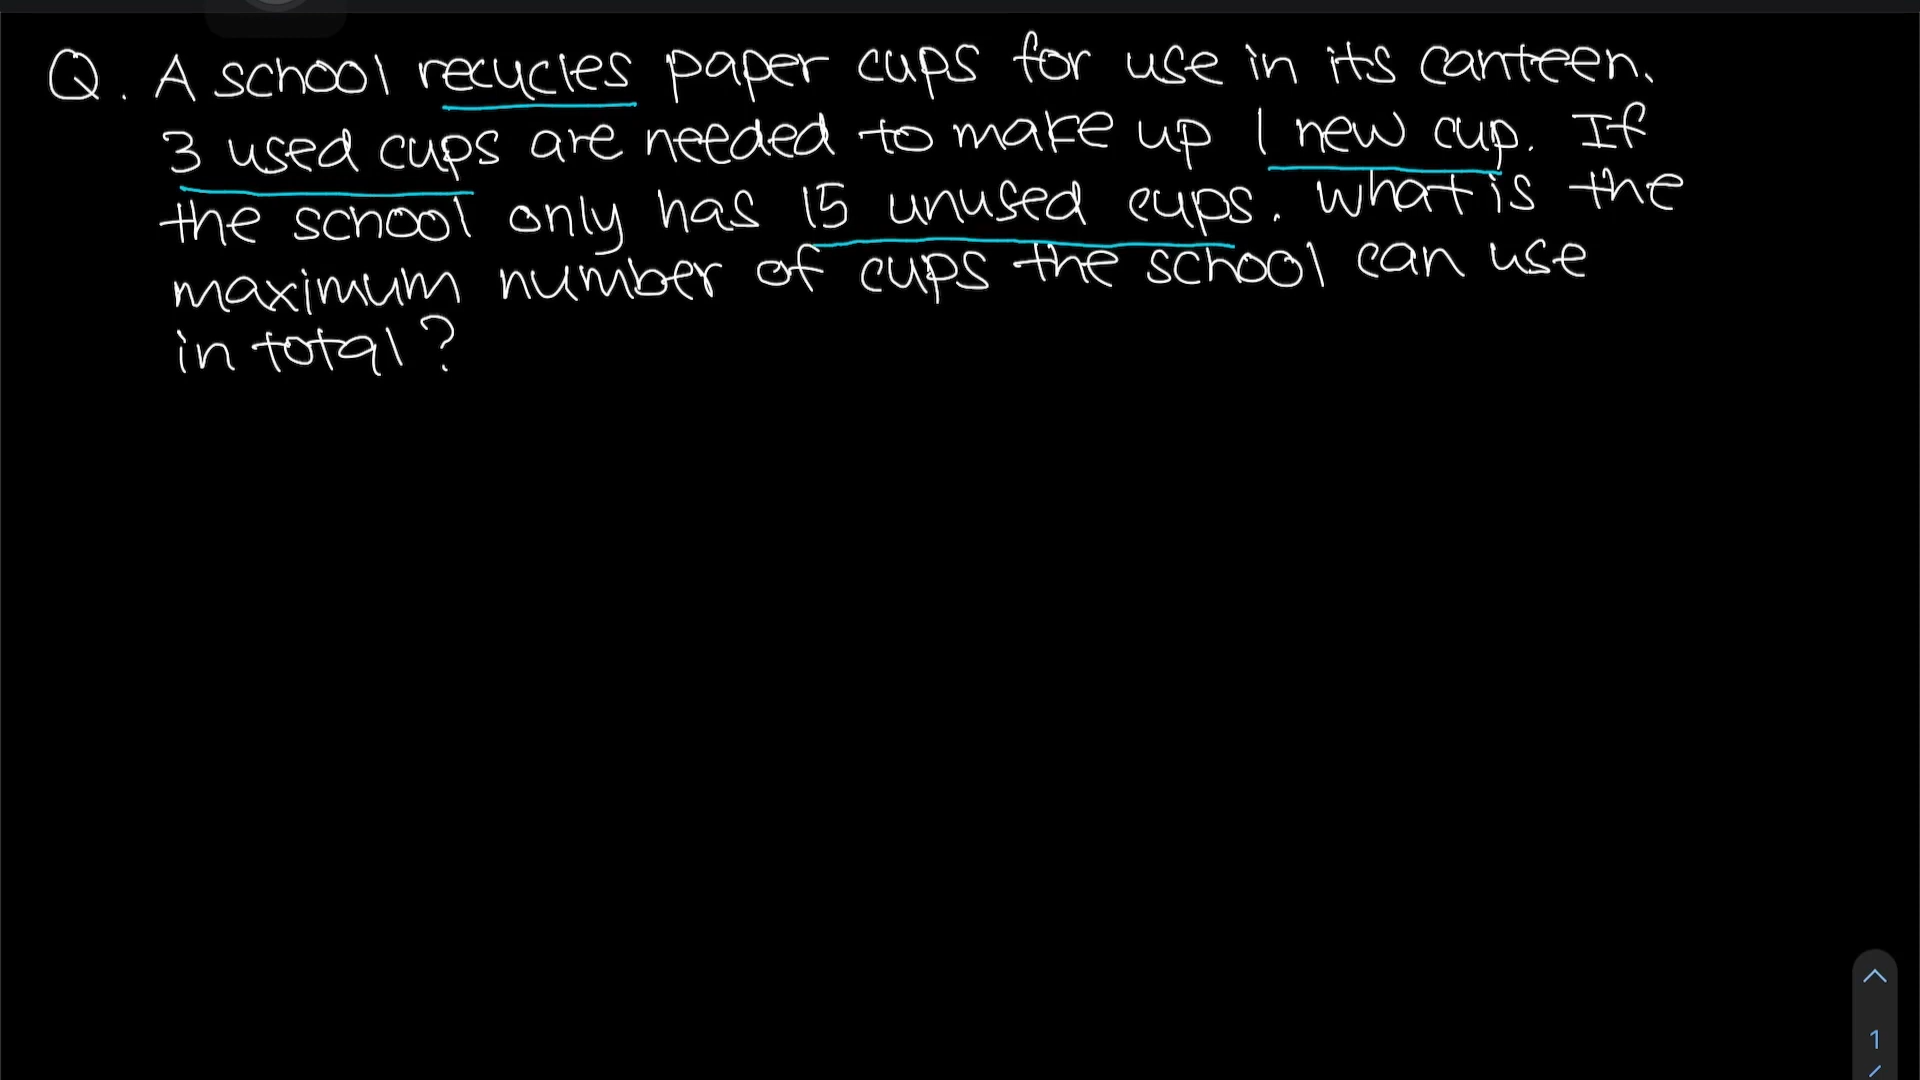 Q. A school recycles paper cups for use in its canteen.
3 used cups are needed to make up 1 new cup. If
the school only has 15 unused cups. What is the
maximum number of cups the school can use
in total?
1